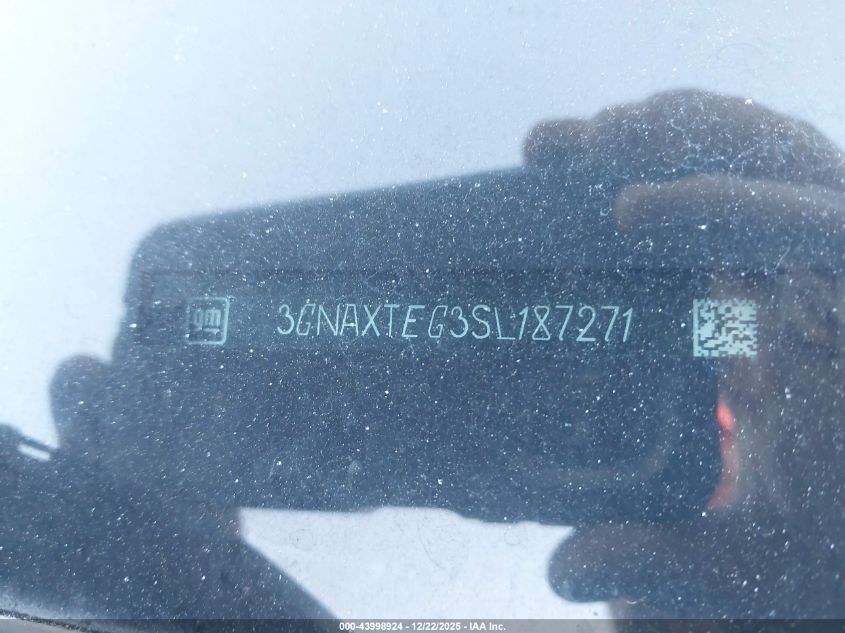 gm 3GNAXTEG3SL187271
000-43998924 - 12/22/2025 - IAA Inc.